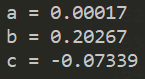 a = 0.00017
b = 0.20267
c = -0.07339